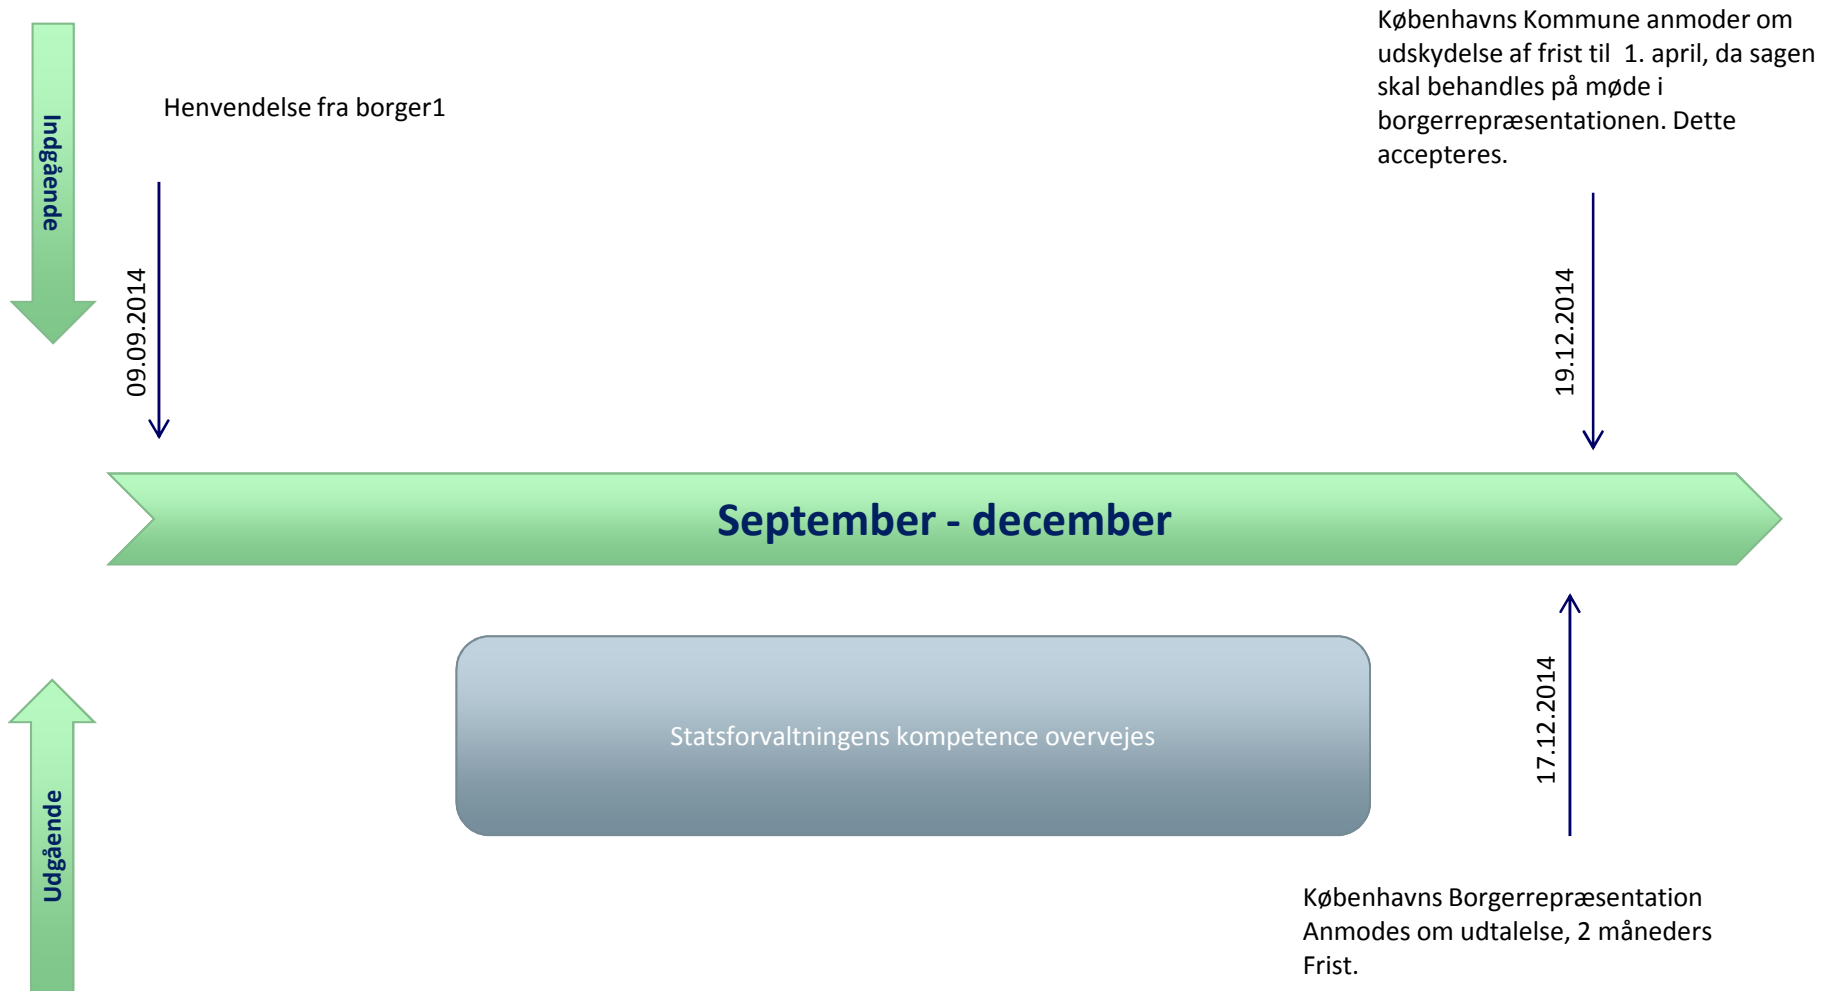 Københavns Kommune anmoder om
udskydelse af frist til  1. april, da sagen
skal behandles på møde i
borgerrepræsentationen. Dette
accepteres.
Henvendelse fra borger1
Indgående
09.09.2014
19.12.2014
September - december
Statsforvaltningens kompetence overvejes
17.12.2014
Udgående
Københavns Borgerrepræsentation
Anmodes om udtalelse, 2 måneders
Frist.